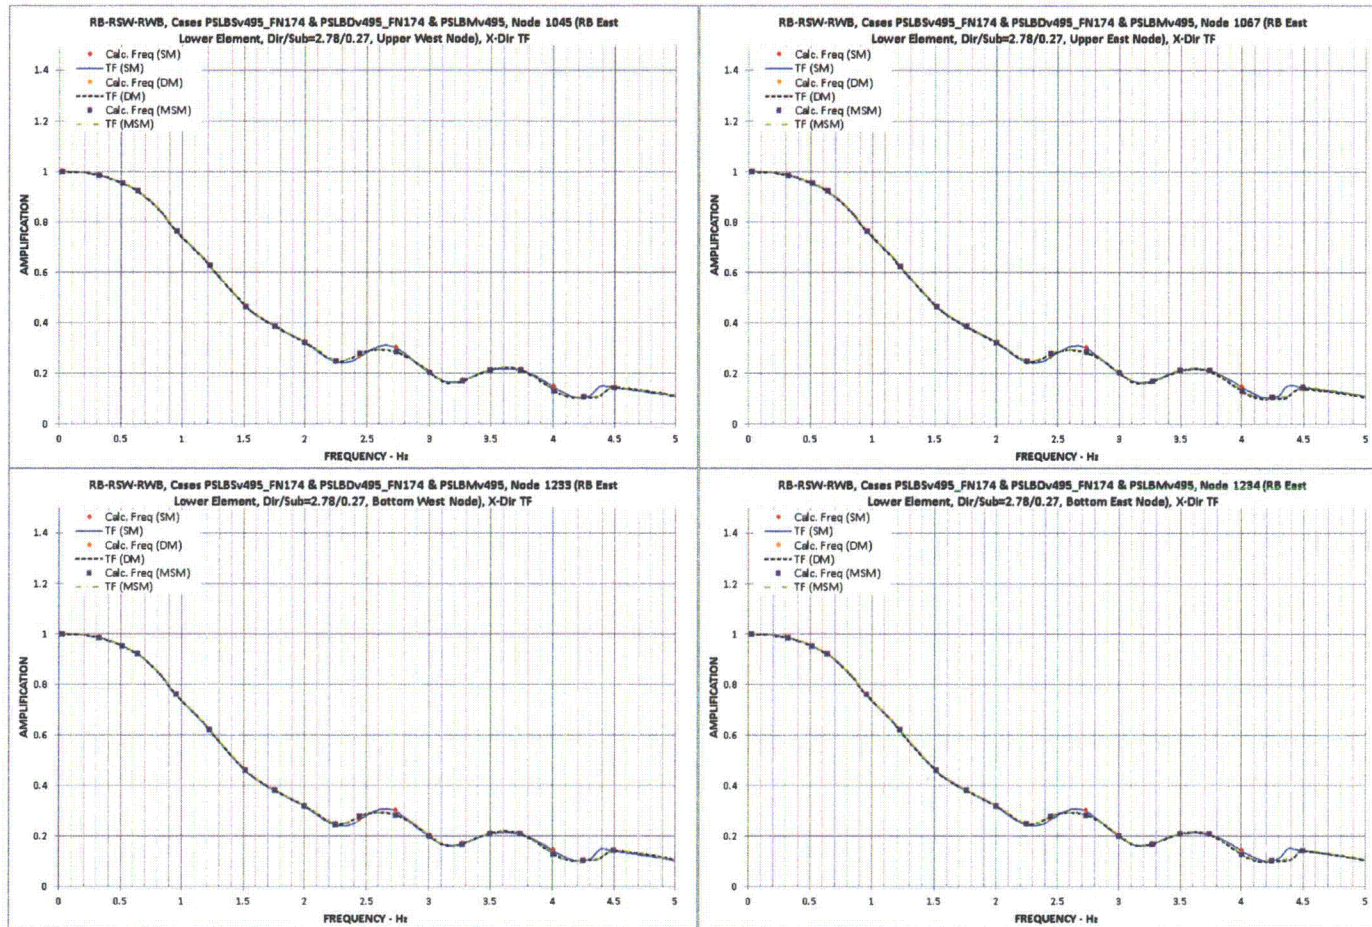 RB-RSW-RWB, Cases PSLBSv495_FN174 & PSLBDv495_FN174 & PSLBMv495, Node 1045 (RB East
Lower Element, Dir/Sub=2.78/0.27, Upper West Node), X-Dir TF
Calc. Freq (SM)
TF (SM)
Calc. Freq (DM)
TF (DM)
Calc. Freq (MSM)
TF (MSM)
1.4
1.2
1
0.8
0.6
0.4
0.2
0
AMPLIFICATION
0 0.5 1 1.5 2 2.5 3 3.5 4 4.5 5
FREQUENCY - Hz
RB-RSW-RWB, Cases PSLBSv495_FN174 & PSLBDv495_FN174 & PSLBMv495, Node 1067 (RB East
Lower Element, Dir/Sub=2.78/0.27, Upper East Node), X-Dir TF
Calc. Freq (SM)
TF (SM)
Calc. Freq (DM)
TF (DM)
Calc. Freq (MSM)
TF (MSM)
1.4
1.2
1
0.8
0.6
0.4
0.2
0
AMPLIFICATION
0 0.5 1 1.5 2 2.5 3 3.5 4 4.5 5
FREQUENCY - Hz
RB-RSW-RWB, Cases PSLBSv495_FN174 & PSLBDv495_FN174 & PSLBMv495, Node 1233 (RB East
Lower Element, Dir/Sub=2.78/0.27, Bottom West Node), X-Dir TF
Calc. Freq (SM)
TF (SM)
Calc. Freq (DM)
TF (DM)
Calc. Freq (MSM)
TF (MSM)
1.4
1.2
1
0.8
0.6
0.4
0.2
0
AMPLIFICATION
0 0.5 1 1.5 2 2.5 3 3.5 4 4.5 5
FREQUENCY - Hz
RB-RSW-RWB, Cases PSLBSv495_FN174 & PSLBDv495_FN174 & PSLBMv495, Node 1234 (RB East
Lower Element, Dir/Sub=2.78/0.27, Bottom East Node), X-Dir TF
Calc. Freq (SM)
TF (SM)
Calc. Freq (DM)
TF (DM)
Calc. Freq (MSM)
TF (MSM)
1.4
1.2
1
0.8
0.6
0.4
0.2
0
AMPLIFICATION
0 0.5 1 1.5 2 2.5 3 3.5 4 4.5 5
FREQUENCY - Hz